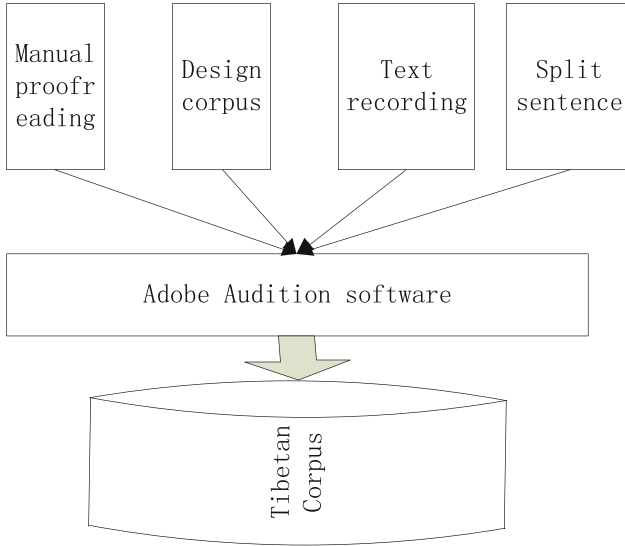 Manual
proofr
eading
Design
corpus
Text
recording
Split
sentence
Adobe Audition software
Tibetan
Corpus